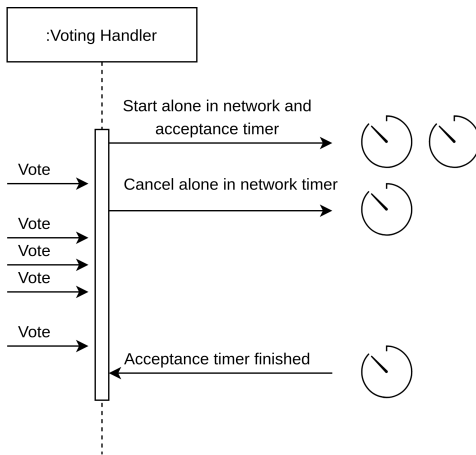 :Voting Handler
Start alone in network and
acceptance timer
Vote
Cancel alone in network timer
Vote
Vote
Vote
Vote
Acceptance timer finished